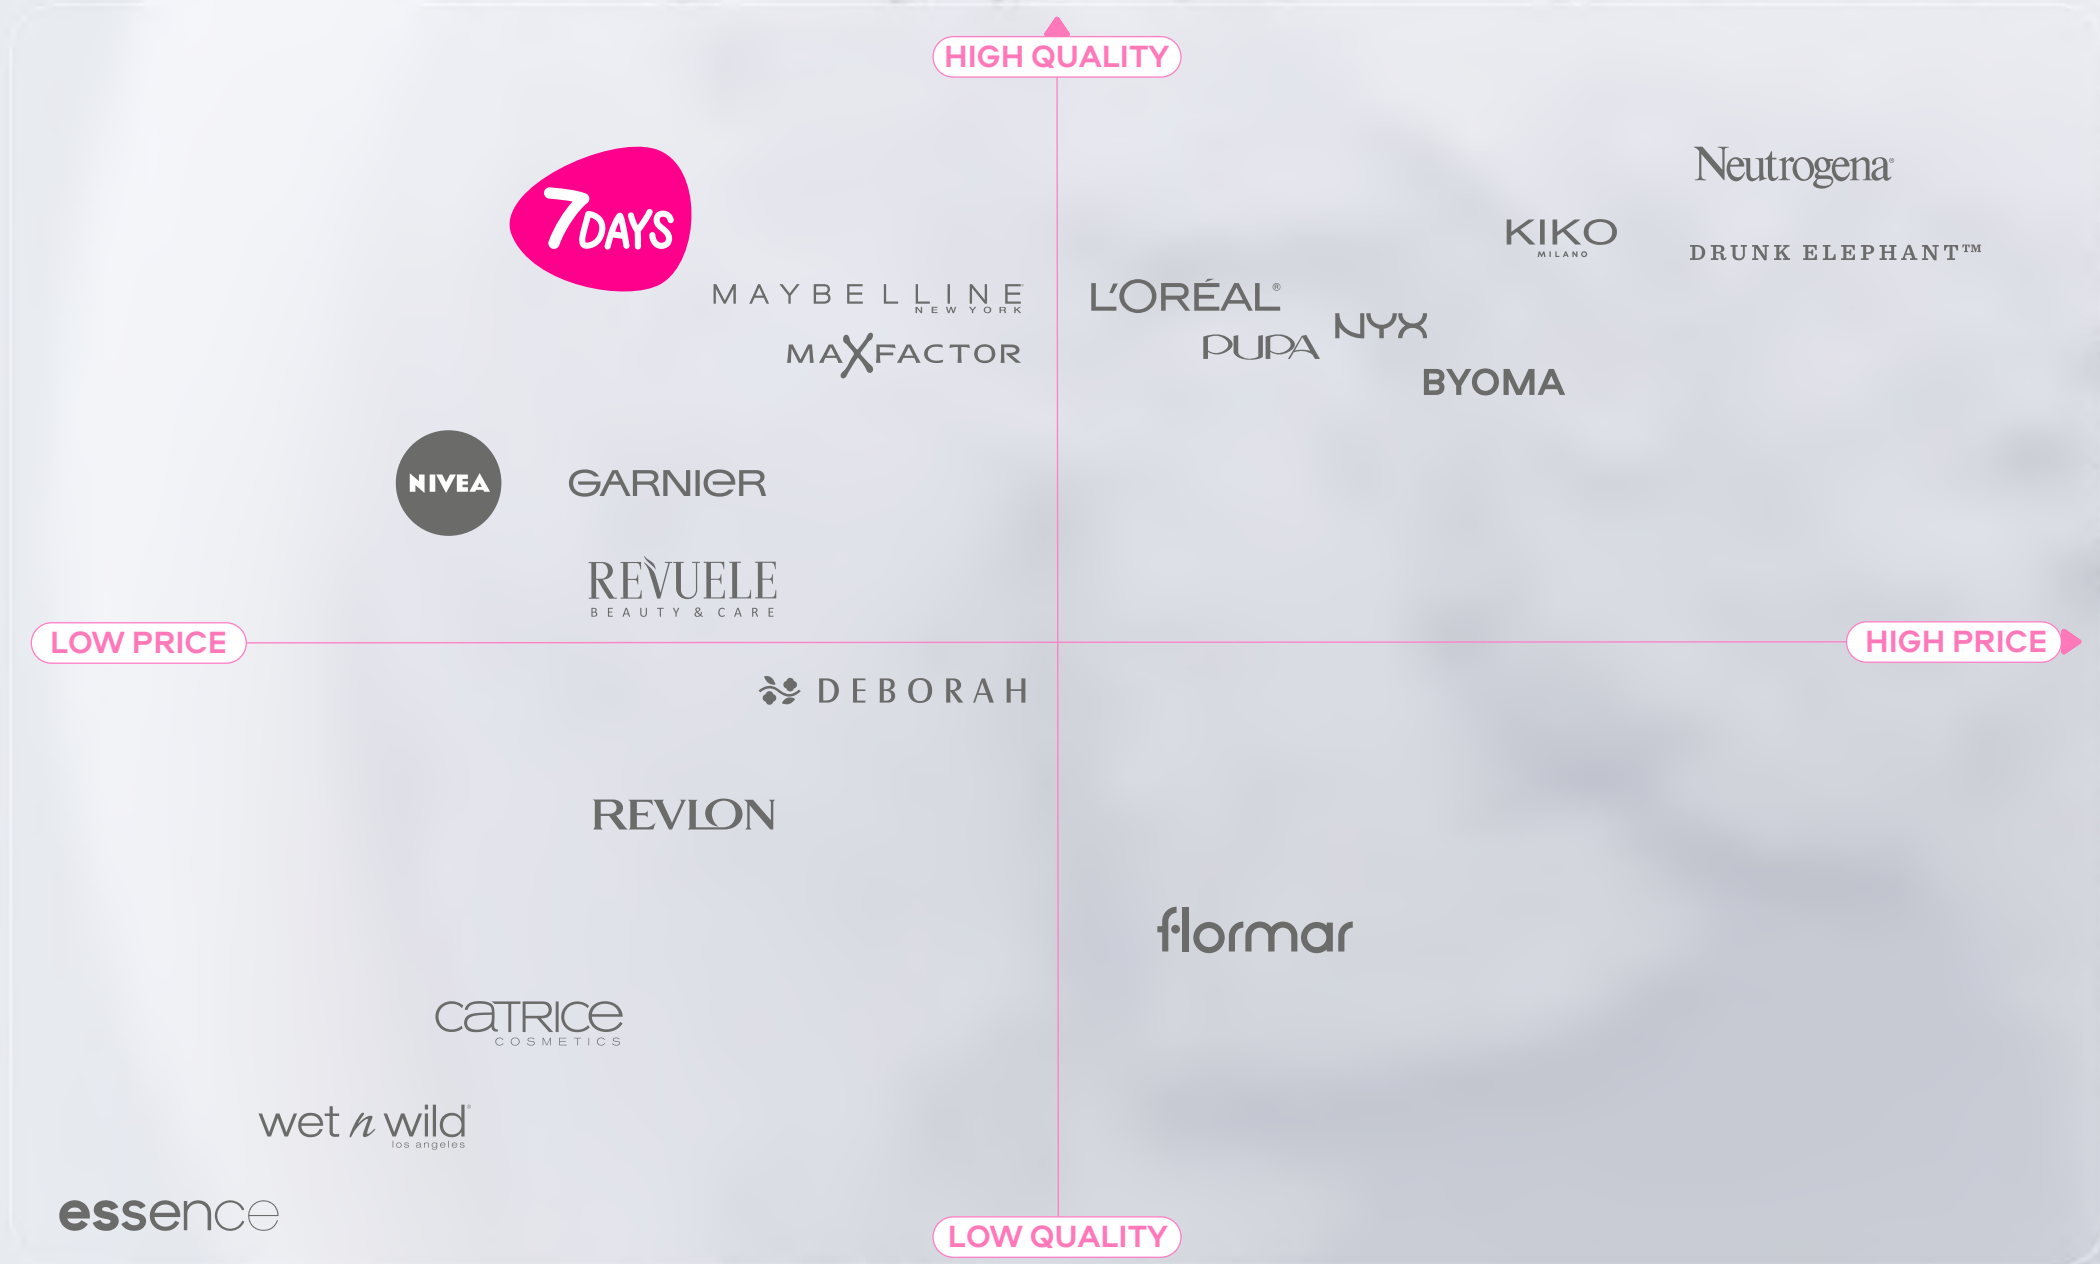 HIGH QUALITY
7DAYS
Neutrogena®
KIKO
MILANO
DRUNK ELEPHANT™
MAYBELLINE
NEW YORK
L'ORÉAL®
NYX
PUPA
MAXFACTOR
BYOMA
NIVEA
GARNIER
REVUELE
BEAUTY & CARE
LOW PRICE
HIGH PRICE
DEBORAH
REVLON
flormar
CATRICE
COSMETICS
wet n wild®
los angeles
essence
LOW QUALITY